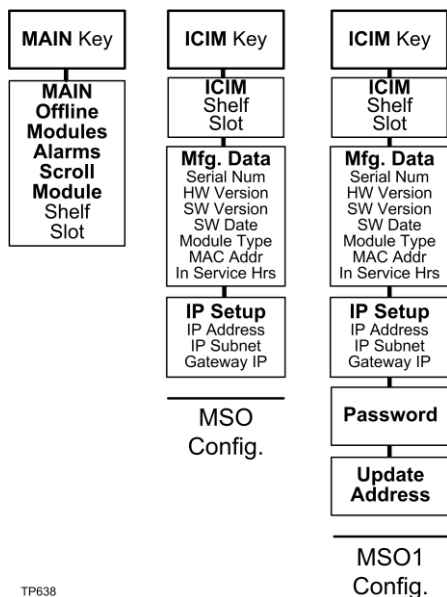 MAIN Key
MAIN
Offline
Modules
Alarms
Scroll
Module
Shelf
Slot
ICIM Key
ICIM
Shelf
Slot
Mfg. Data
Serial Num
HW Version
SW Version
SW Date
Module Type
MAC Addr
In Service Hrs
IP Setup
IP Address
IP Subnet
Gateway IP
MSO
Config.
ICIM Key
ICIM
Shelf
Slot
Mfg. Data
Serial Num
HW Version
SW Version
SW Date
Module Type
MAC Addr
In Service Hrs
IP Setup
IP Address
IP Subnet
Gateway IP
Password
Update
Address
MSO1
Config.
TP638